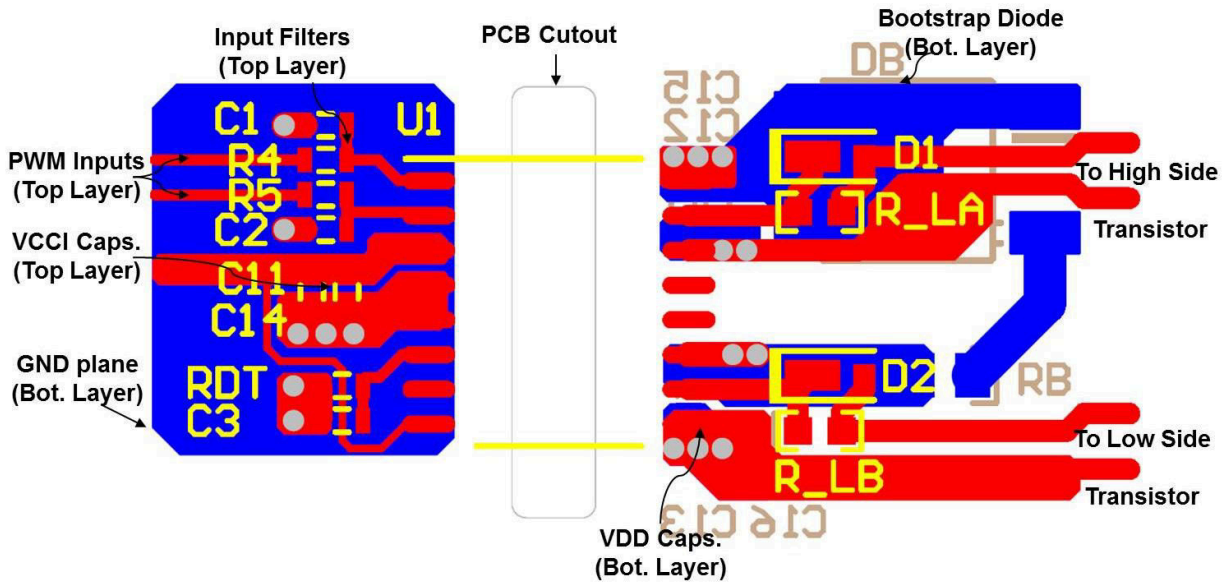 Input Filters
(Top Layer)
PCB Cutout
Bootstrap Diode
(Bot. Layer)
DB
C15
C12
C1
U1
PWM Inputs
(Top Layer)
R4
R5
C2
D1
R_LA
To High Side
Transistor
VCCI Caps.
(Top Layer)
C11
C14
GND plane
(Bot. Layer)
RDT
C3
D2
RB
To Low Side
Transistor
R_LB
C13
C16
VDD Caps.
(Bot. Layer)